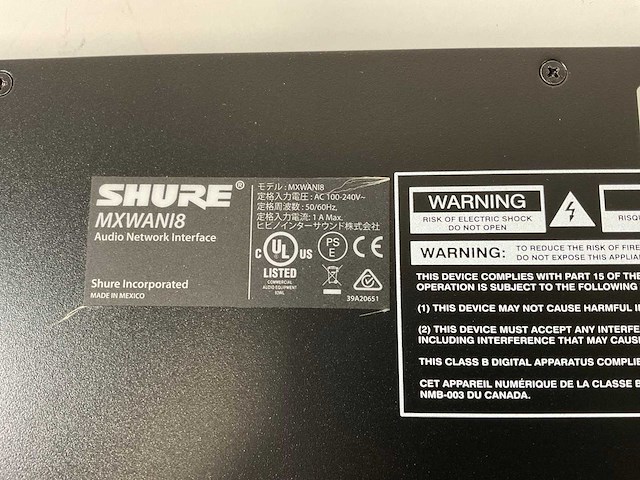 SHURE®
MXWANI8
Audio Network Interface
Shure Incorporated
MADE IN MEXICO
モデル : MXWANI8
定格入力電圧 : AC 100-240V~
定格周波数 : 50/60Hz,
定格入力電流: 1 A Max.
ヒビノインターサウンド株式会社
C UL US
LISTED
COMMERCIAL
AUDIO EQUIPMENT
PS
E
CE
39A20651
WARNING
RISK OF ELECTRIC SHOCK
DO NOT OPEN
WARNING:
TO REDUCE THE RISK OF FIRE
DO NOT EXPOSE THIS APPLIAN
THIS DEVICE COMPLIES WITH PART 15 OF THE
OPERATION IS SUBJECT TO THE FOLLOWING
(1) THIS DEVICE MAY NOT CAUSE HARMFUL I
(2) THIS DEVICE MUST ACCEPT ANY INTERFE
INCLUDING INTERFERENCE THAT MAY CAUS
THIS CLASS B DIGITAL APPARATUS COMPLIE
CET APPAREIL NUMÉRIQUE DE LA CLASSE B
NMB-003 DU CANADA.